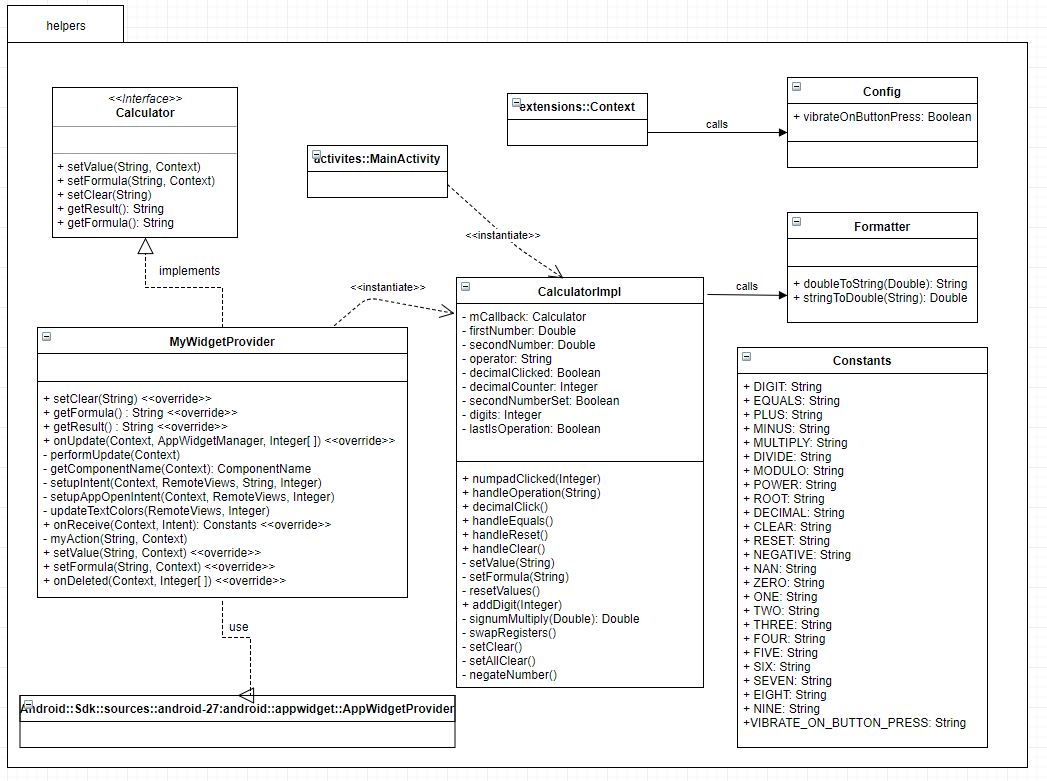 helpers
<<Interface>>
Calculator
+ setValue(String, Context)
+ setFormula(String, Context)
+ setClear(String)
+ getResult(): String
+ getFormula(): String
implements
activites::MainActivity
<<instantiate>>
extensions::Context
calls
Config
+ vibrateOnButtonPress: Boolean
Formatter
+ doubleToString(Double): String
+ stringToDouble(String): Double
calls
<<instantiate>>
MyWidgetProvider
+ setClear(String) <<override>>
+ getFormula() : String <<override>>
+ getResult() : String <<override>>
+ onUpdate(Context, AppWidgetManager, Integer[ ]) <<override>>
- performUpdate(Context)
- getComponentName(Context): ComponentName
- setupIntent(Context, RemoteViews, String, Integer)
- setupAppOpenIntent(Context, RemoteViews, Integer)
- updateTextColors(RemoteViews, Integer)
+ onReceive(Context, Intent): Constants <<override>>
- myAction(String, Context)
+ setValue(String, Context) <<override>>
+ setFormula(String, Context) <<override>>
+ onDeleted(Context, Integer[ ]) <<override>>
use
Android::Sdk::sources::android-27:android::appwidget::AppWidgetProvider
CalculatorImpl
- mCallback: Calculator
- firstNumber: Double
- secondNumber: Double
- operator: String
- decimalClicked: Boolean
- decimalCounter: Integer
- secondNumberSet: Boolean
- digits: Integer
- lastIsOperation: Boolean
+ numpadClicked(Integer)
+ handleOperation(String)
+ decimalClick()
+ handleEquals()
+ handleReset()
+ handleClear()
- setValue(String)
- setFormula(String)
- resetValues()
+ addDigit(Integer)
- signumMultiply(Double): Double
- swapRegisters()
- setClear()
- setAllClear()
- negateNumber()
Constants
+ DIGIT: String
+ EQUALS: String
+ PLUS: String
+ MINUS: String
+ MULTIPLY: String
+ DIVIDE: String
+ MODULO: String
+ POWER: String
+ ROOT: String
+ DECIMAL: String
+ CLEAR: String
+ RESET: String
+ NEGATIVE: String
+ NAN: String
+ ZERO: String
+ ONE: String
+ TWO: String
+ THREE: String
+ FOUR: String
+ FIVE: String
+ SIX: String
+ SEVEN: String
+ EIGHT: String
+ NINE: String
+VIBRATE_ON_BUTTON_PRESS: String